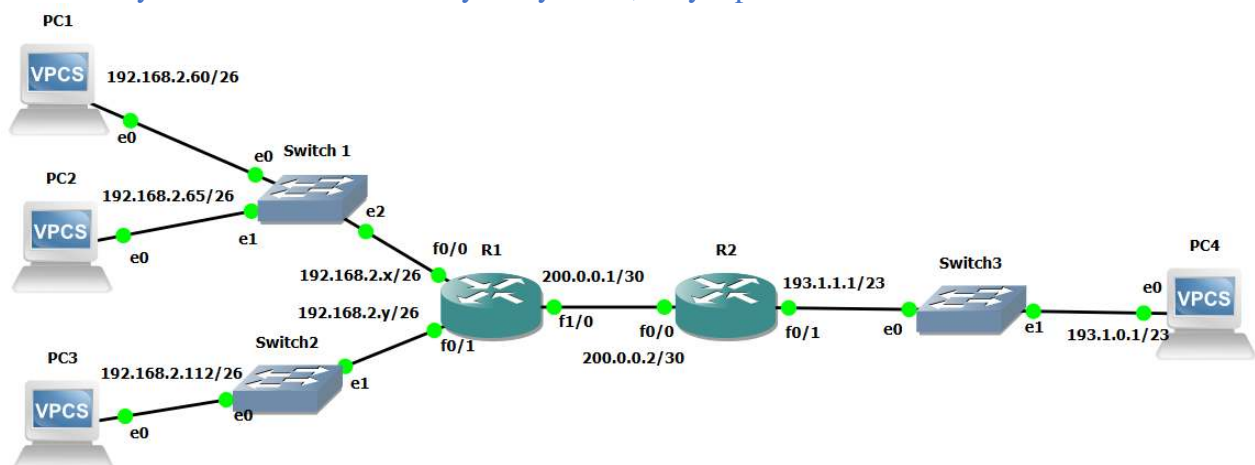 PC1
VPCS
192.168.2.60/26
e0
e0
Switch 1
PC2
VPCS
192.168.2.65/26
e0
e1
e2
f0/0
R1
192.168.2.x/26
192.168.2.y/26
f0/1
200.0.0.1/30
f1/0
R2
f0/0
200.0.0.2/30
193.1.1.1/23
f0/1
Switch3
e0
e1
PC4
e0
VPCS
193.1.0.1/23
PC3
VPCS
192.168.2.112/26
e0
Switch2
e0
e1